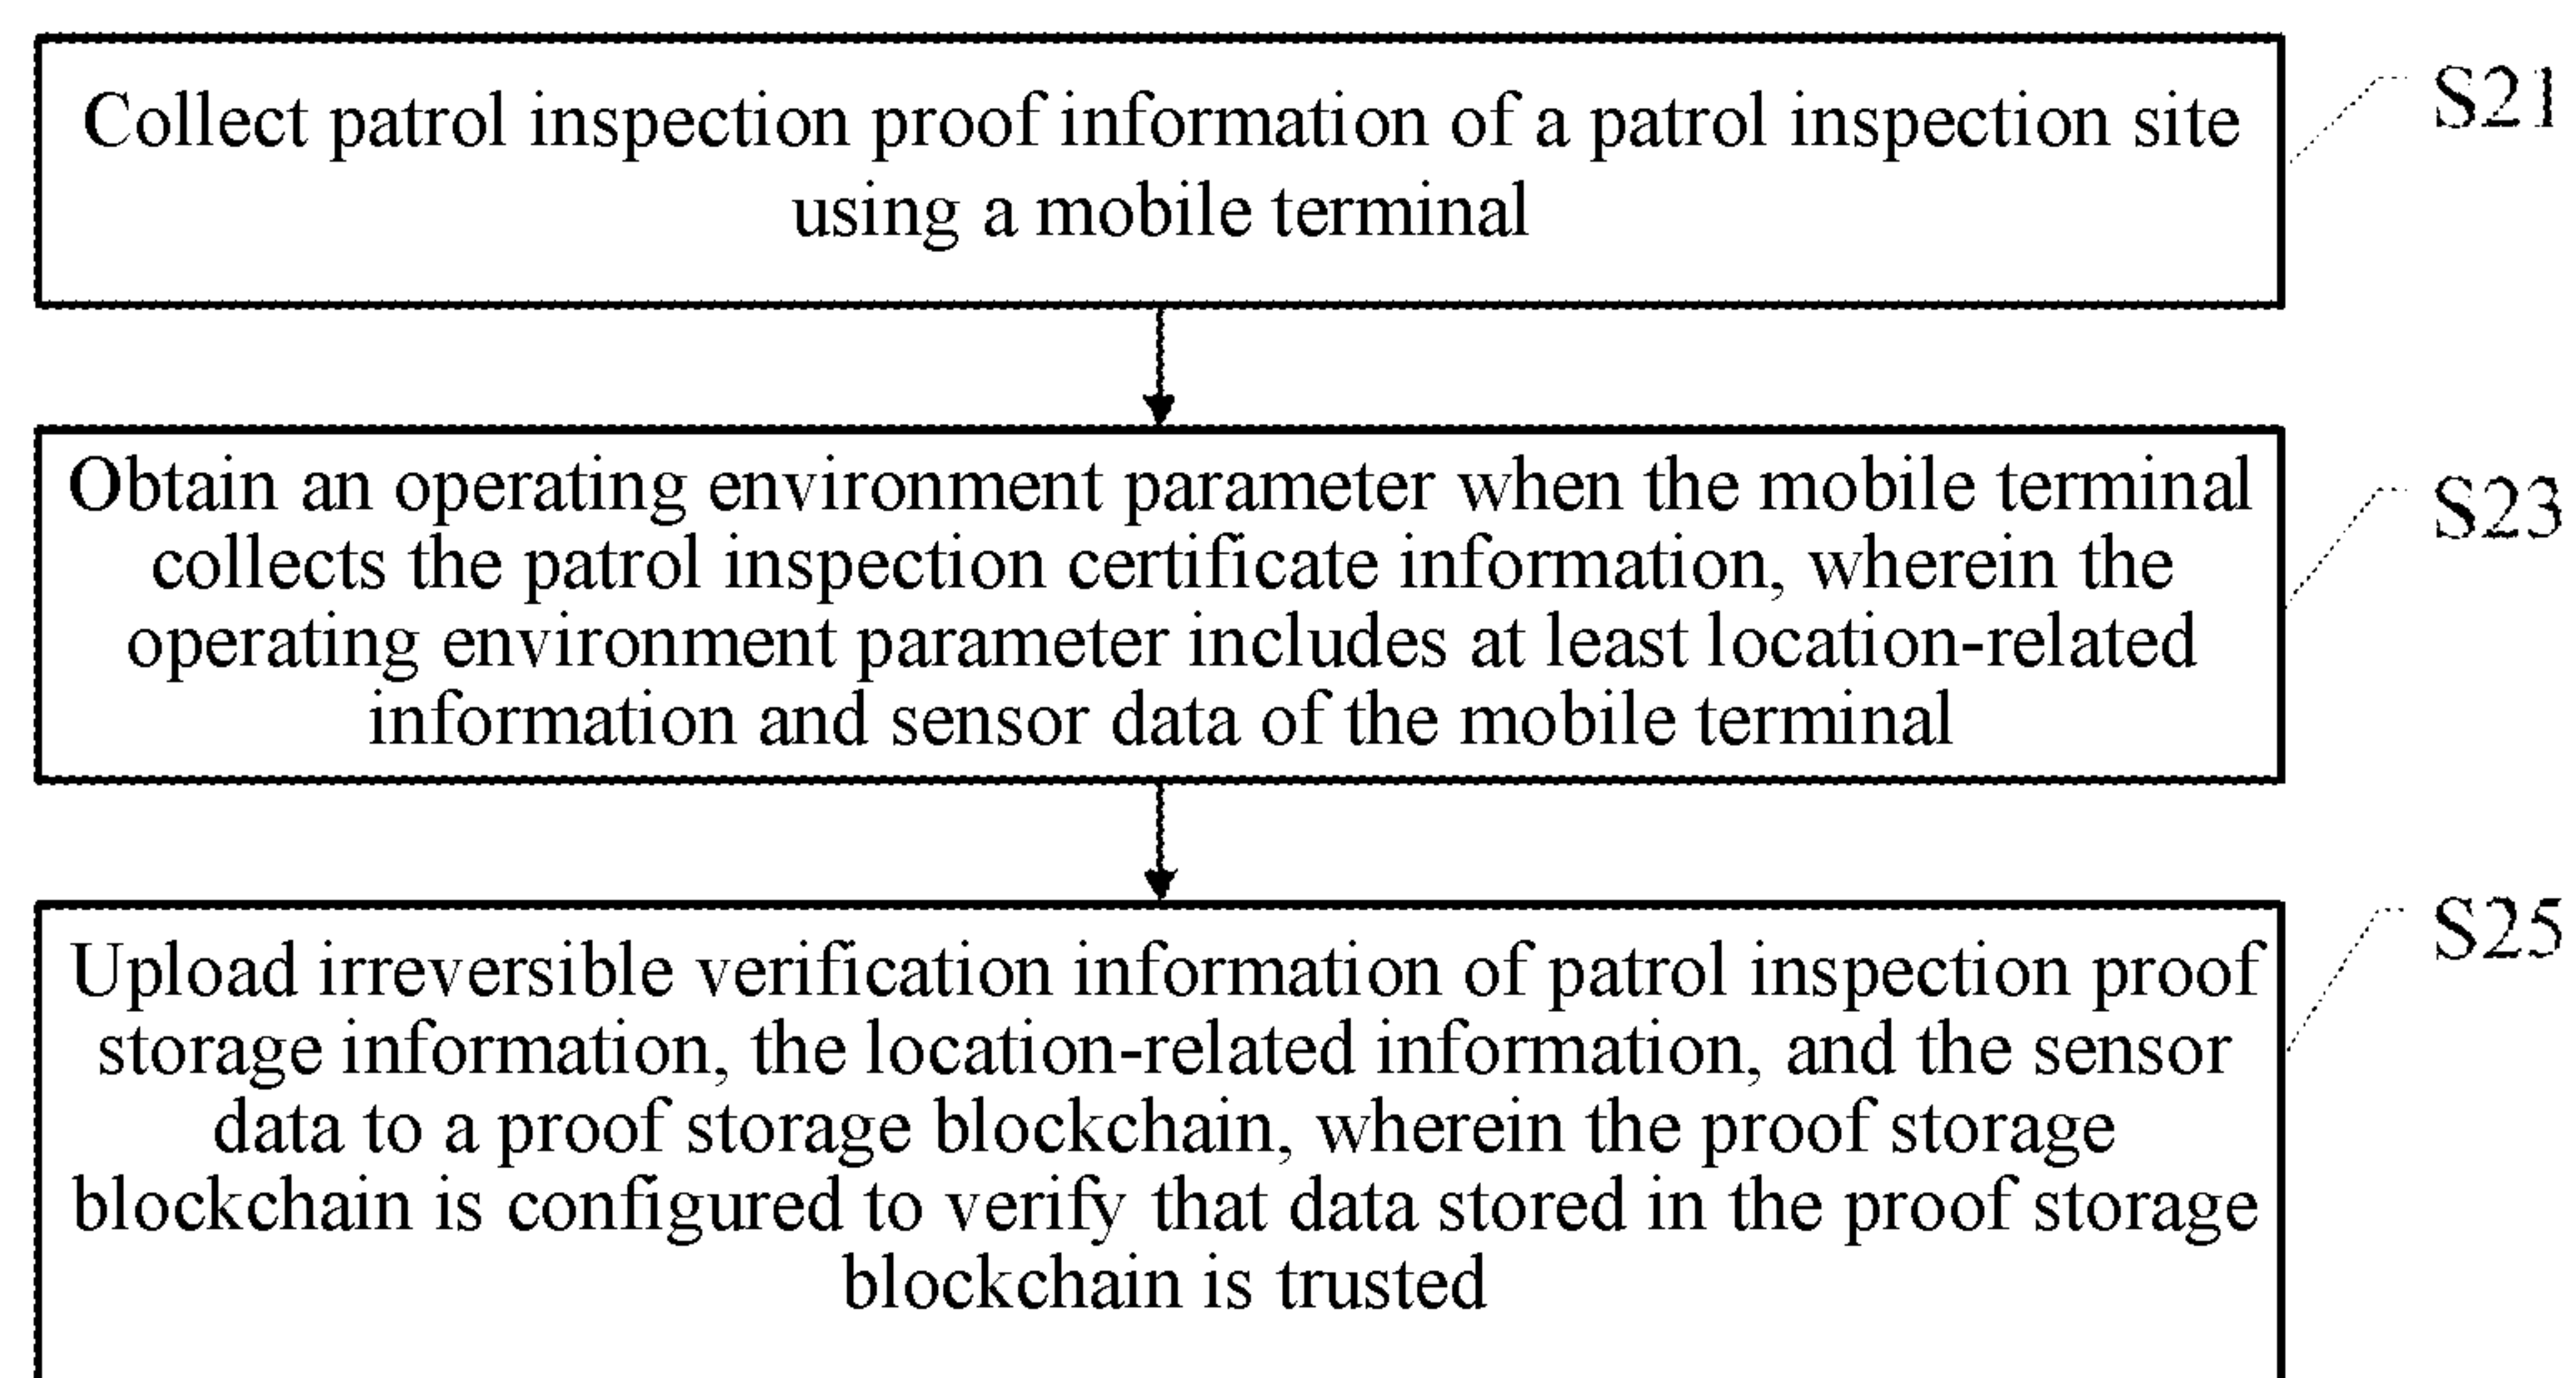 Collect patrol inspection proof information of a patrol inspection site
using a mobile terminal
S21
Obtain an operating environment parameter when the mobile terminal
collects the patrol inspection certificate information, wherein the
operating environment parameter includes at least location-related
information and sensor data of the mobile terminal
S23
Upload irreversible verification information of patrol inspection proof
storage information, the location-related information, and the sensor
data to a proof storage blockchain, wherein the proof storage
blockchain is configured to verify that data stored in the proof storage
blockchain is trusted
S25